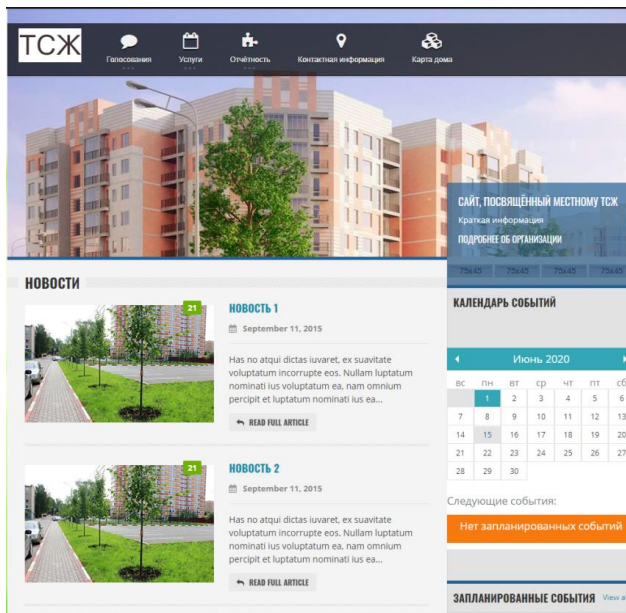 ТСЖ
Голосования
Услуги
Отчётность
Контактная информация
Карта дома
САЙТ, ПОСВЯЩЁННЫЙ МЕСТНОМУ ТСЖ
Краткая информация
ПОДРОБНЕЕ ОБ ОРГАНИЗАЦИИ
75x45 75x45 75x45 75x45
НОВОСТИ
21
НОВОСТЬ 1
September 11, 2015
Has no atqui dictas iuvaret, ex suavitate
voluptatum incorrupte eos. Nullam luptatum
nominati ius voluptatum ea, nam omnium
percipit et luptatum nominati ius ea...
READ FULL ARTICLE
21
НОВОСТЬ 2
September 11, 2015
Has no atqui dictas iuvaret, ex suavitate
voluptatum incorrupte eos. Nullam luptatum
nominati ius voluptatum ea, nam omnium
percipit et luptatum nominati ius ea...
READ FULL ARTICLE
КАЛЕНДАРЬ СОБЫТИЙ
Июнь 2020
вс пн вт ср чт пт сб
1 2 3 4 5 6
7 8 9 10 11 12 13
14 15 16 17 18 19 20
21 22 23 24 25 26 27
28 29 30
Следующие события:
Нет запланированных событий
ЗАПЛАНИРОВАННЫЕ СОБЫТИЯ View a